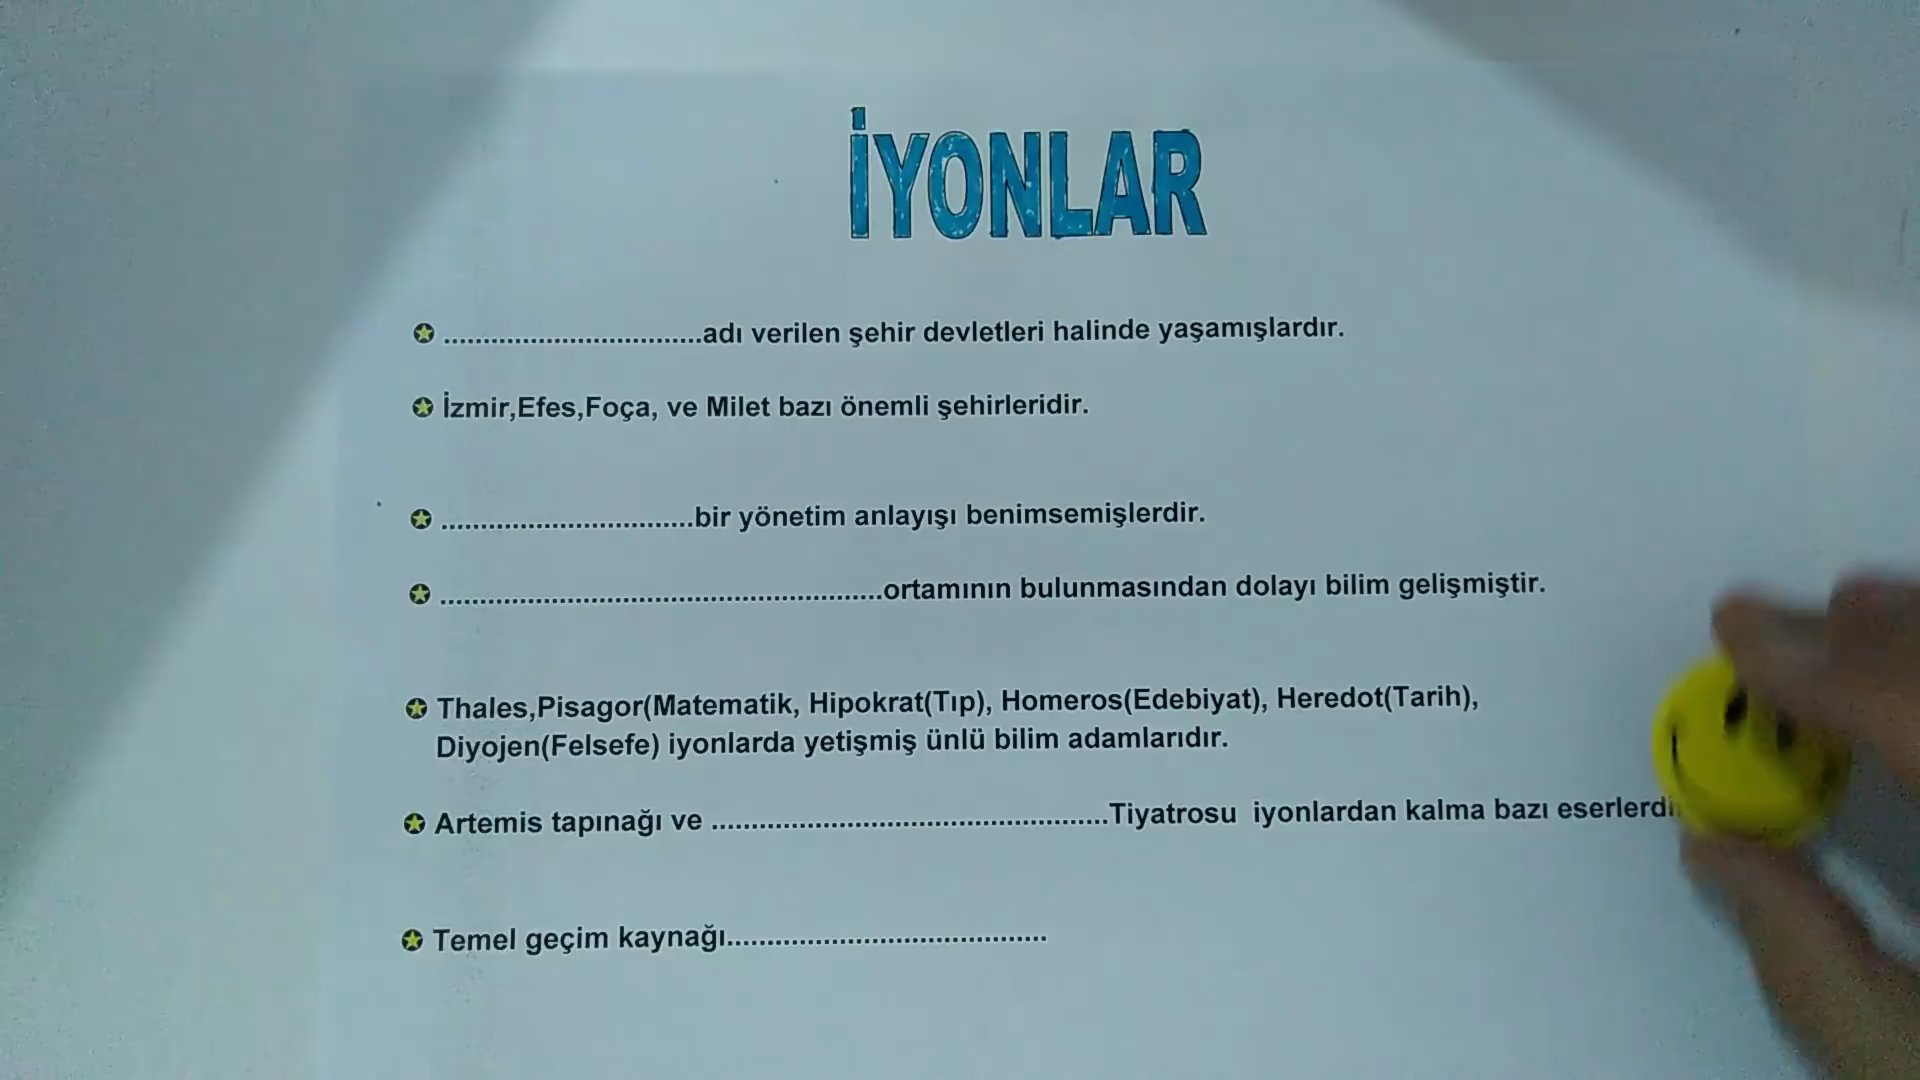 İYONLAR
.................................adı verilen şehir devletleri halinde yaşamışlardır.
İzmir,Efes,Foça, ve Milet bazı önemli şehirleridir.
................................bir yönetim anlayışı benimsemişlerdir.
........................................................ortamının bulunmasından dolayı bilim gelişmiştir.
Thales,Pisagor(Matematik, Hipokrat(Tıp), Homeros(Edebiyat), Heredot(Tarih),
Diyojen(Felsefe) iyonlarda yetişmiş ünlü bilim adamlarıdır.
Artemis tapınağı ve ..................................................Tiyatrosu iyonlardan kalma bazı
Temel geçim kaynağı.........................................